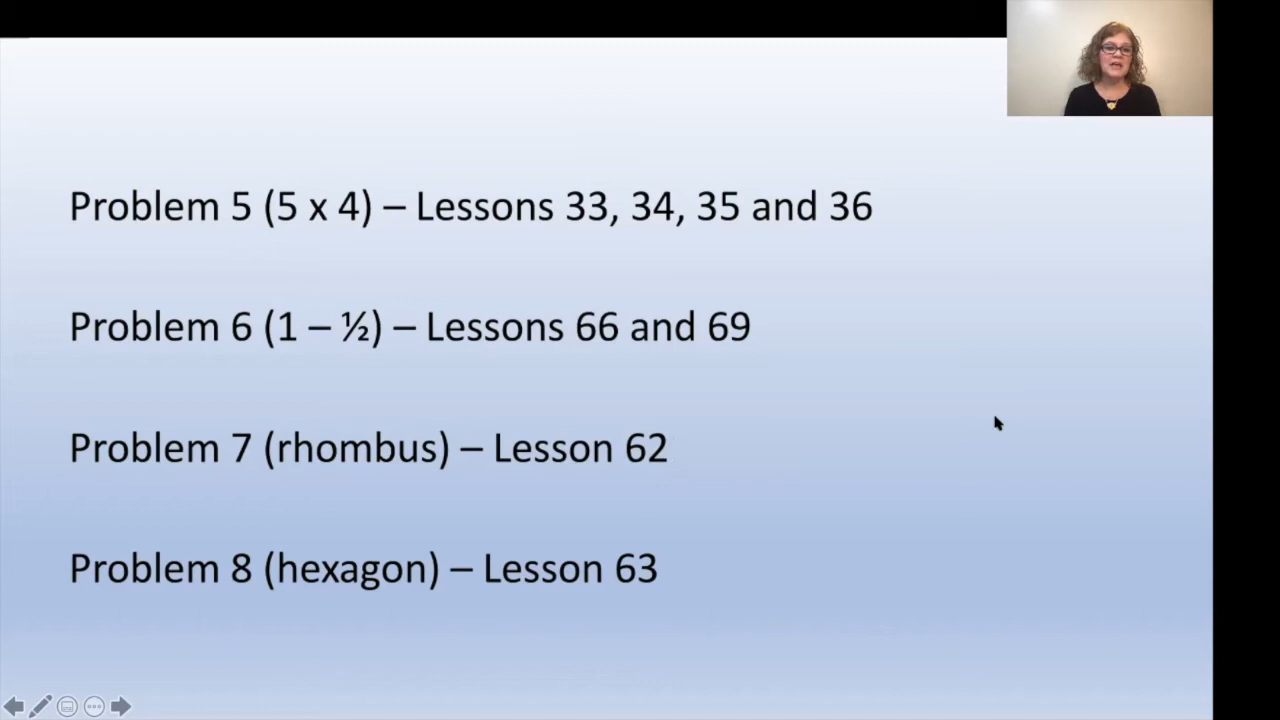 Problem 5 (5 x 4) – Lessons 33, 34, 35 and 36
Problem 6 (1 – ½) – Lessons 66 and 69
Problem 7 (rhombus) – Lesson 62
Problem 8 (hexagon) – Lesson 63